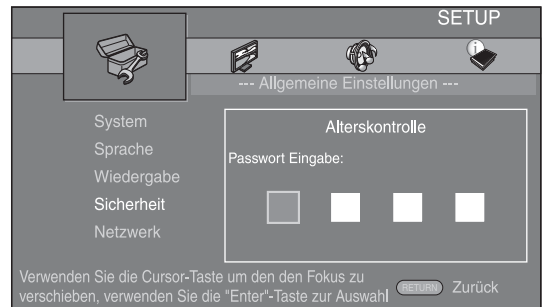 SETUP
--- Allgemeine Einstellungen ---
System
Sprache
Wiedergabe
Sicherheit
Netzwerk
Alterskontrolle
Passwort Eingabe:
Verwenden Sie die Cursor-Taste um den den Fokus zu
verschieben, verwenden Sie die "Enter"-Taste zur Auswahl
RETURN Zurück